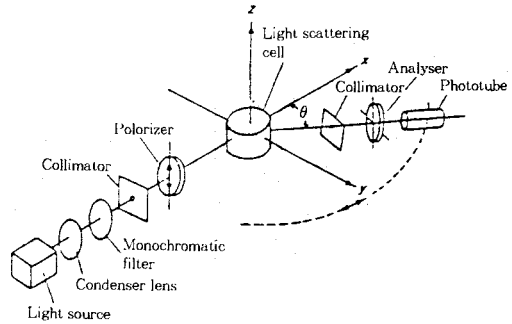 z
Light scattering
cell
x
Analyser
Collimator
Phototube
θ
Polorizer
Collimator
y
Monochromatic
filter
Condenser lens
Light source